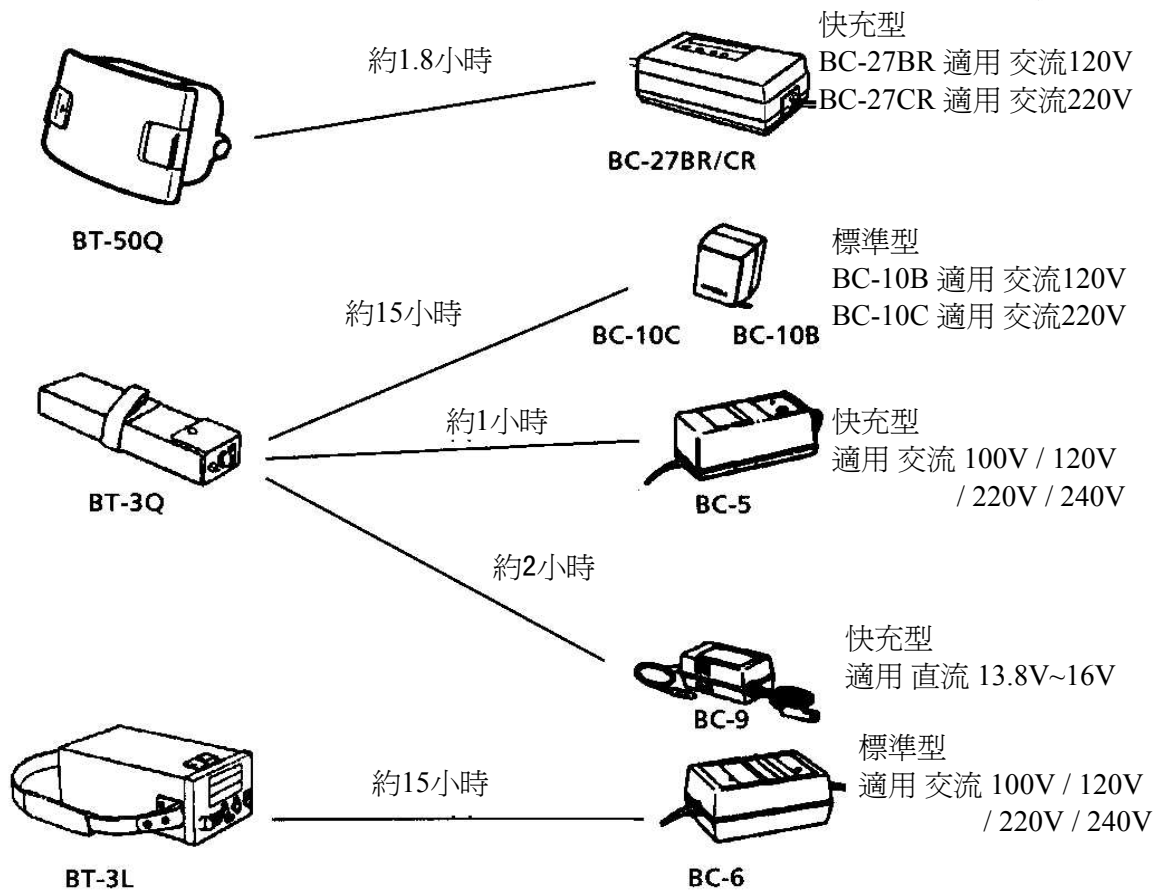 快充型
約1.8小時
BC-27BR 適用 交流120V
BC-27CR 適用 交流220V
BC-27BR/CR
BT-50Q
標準型
BC-10B 適用 交流120V
BC-10C 適用 交流220V
約15小時
BC-10C BC-10B
約1小時
快充型
適用 交流 100V / 120V
/ 220V / 240V
BT-3Q
BC-5
約2小時
快充型
適用 直流 13.8V~16V
BC-9
標準型
約15小時
適用 交流 100V / 120V
/ 220V / 240V
BT-3L
BC-6